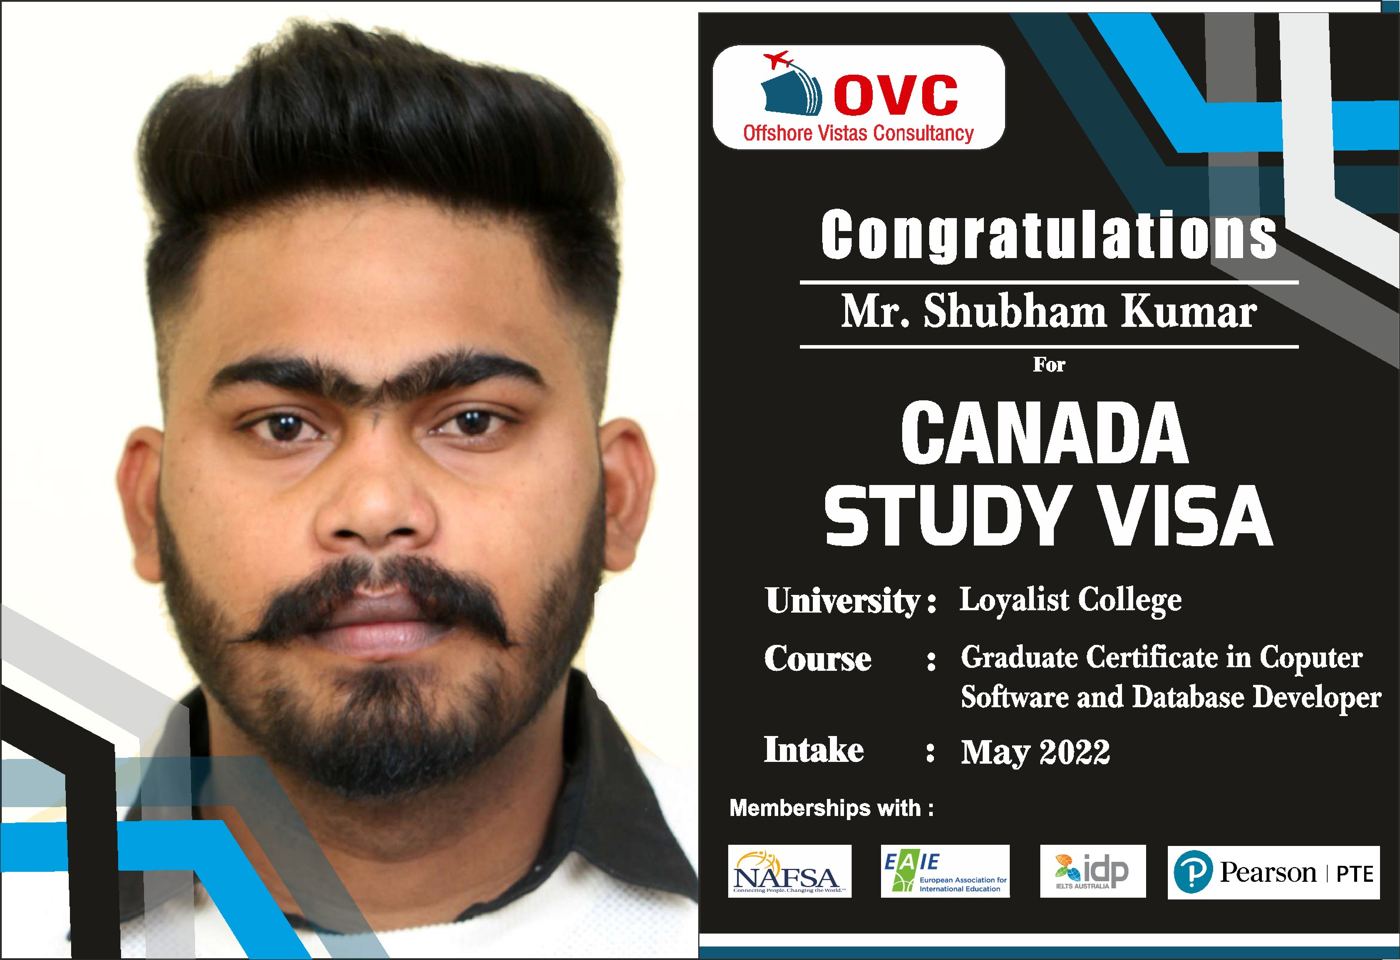 OVC
Offshore Vistas Consultancy
Congratulations
Mr. Shubham Kumar
For
CANADA
STUDY VISA
University : Loyalist College
Course : Graduate Certificate in Coputer
Software and Database Developer
Intake : May 2022
Memberships with :
NAFSA
Connecting People. Changing the World.™
EAIE
European Association for
International Education
idp
IELTS AUSTRALIA
Pearson | PTE